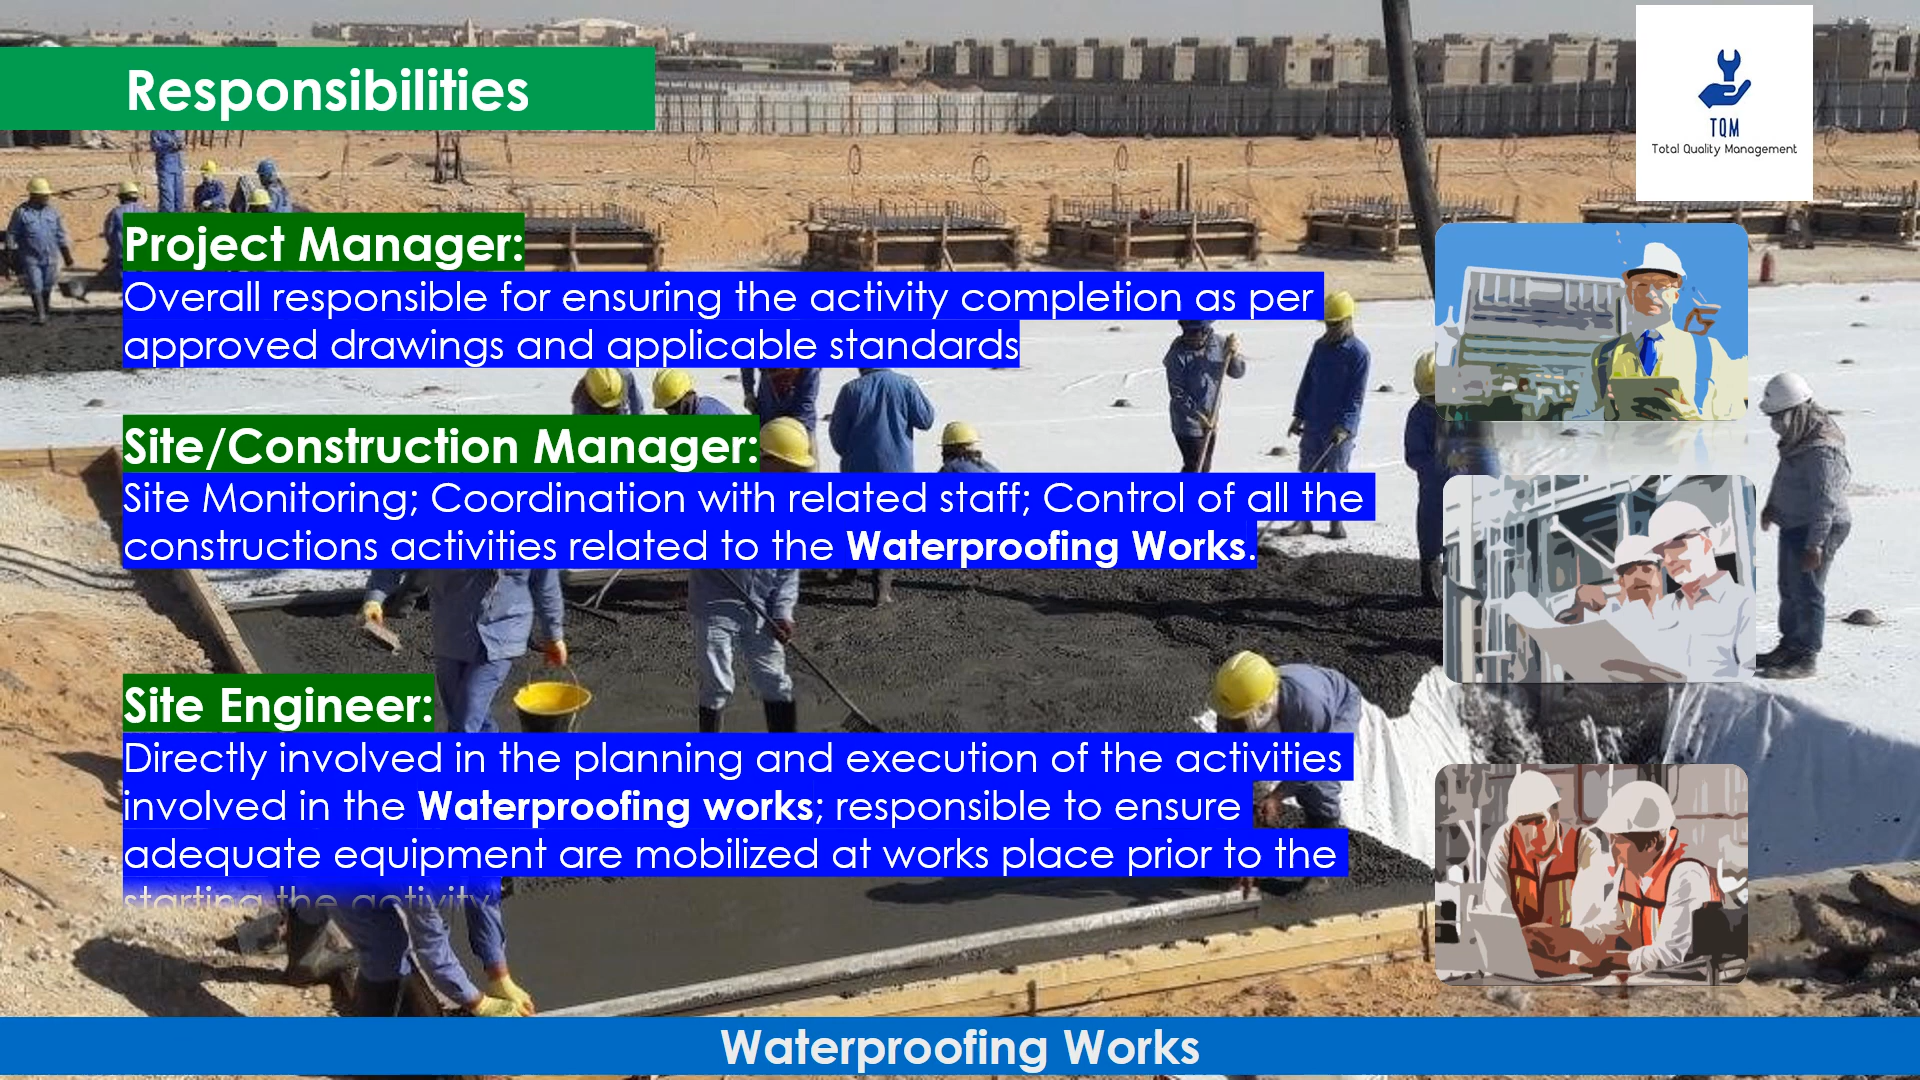 Responsibilities
TQM
Total Quality Management
Project Manager:
Overall responsible for ensuring the activity completion as per
approved drawings and applicable standards
Site/Construction Manager:
Site Monitoring; Coordination with related staff; Control of all the
constructions activities related to the Waterproofing Works.
Site Engineer:
Directly involved in the planning and execution of the activities
involved in the Waterproofing works; responsible to ensure
adequate equipment are mobilized at works place prior to the
starting the activity
Waterproofing Works